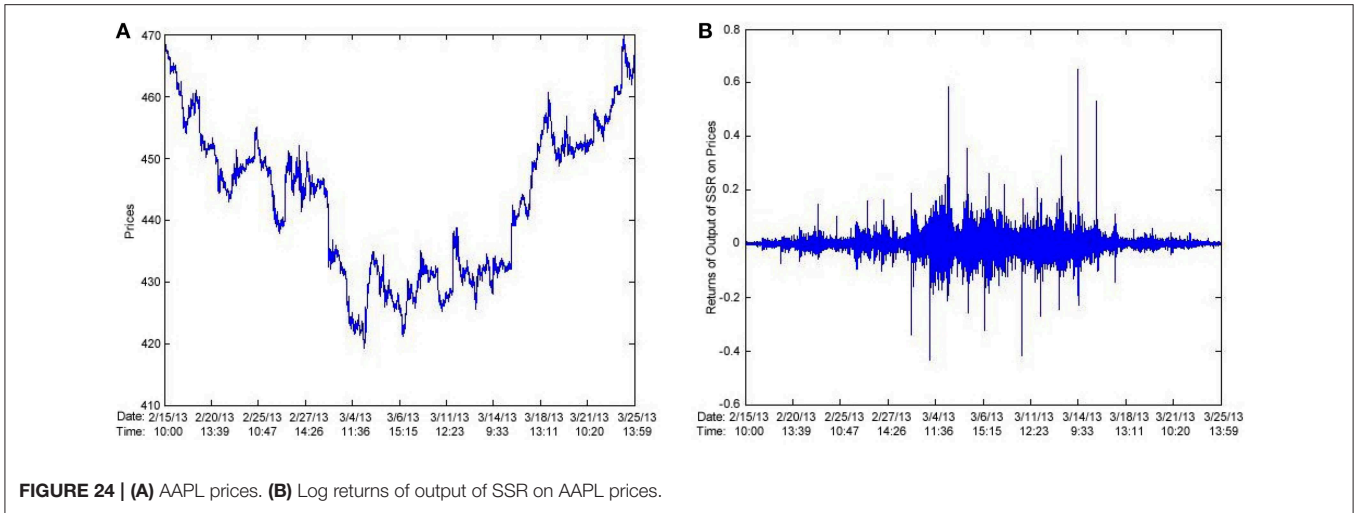 A
Prices
470
460
450
440
430
420
410
Date: 2/15/13 2/20/13 2/25/13 2/27/13 3/4/13 3/6/13 3/11/13 3/14/13 3/18/13 3/21/13 3/25/13
Time: 10:00 13:39 10:47 14:26 11:36 15:15 12:23 9:33 13:11 10:20 13:59
B
Returns of Output of SSR on Prices
0.8
0.6
0.4
0.2
0
-0.2
-0.4
-0.6
Date: 2/15/13 2/20/13 2/25/13 2/27/13 3/4/13 3/6/13 3/11/13 3/14/13 3/18/13 3/21/13 3/25/13
Time: 10:00 13:39 10:47 14:26 11:36 15:15 12:23 9:33 13:11 10:20 13:59
FIGURE 24 | (A) AAPL prices. (B) Log returns of output of SSR on AAPL prices.